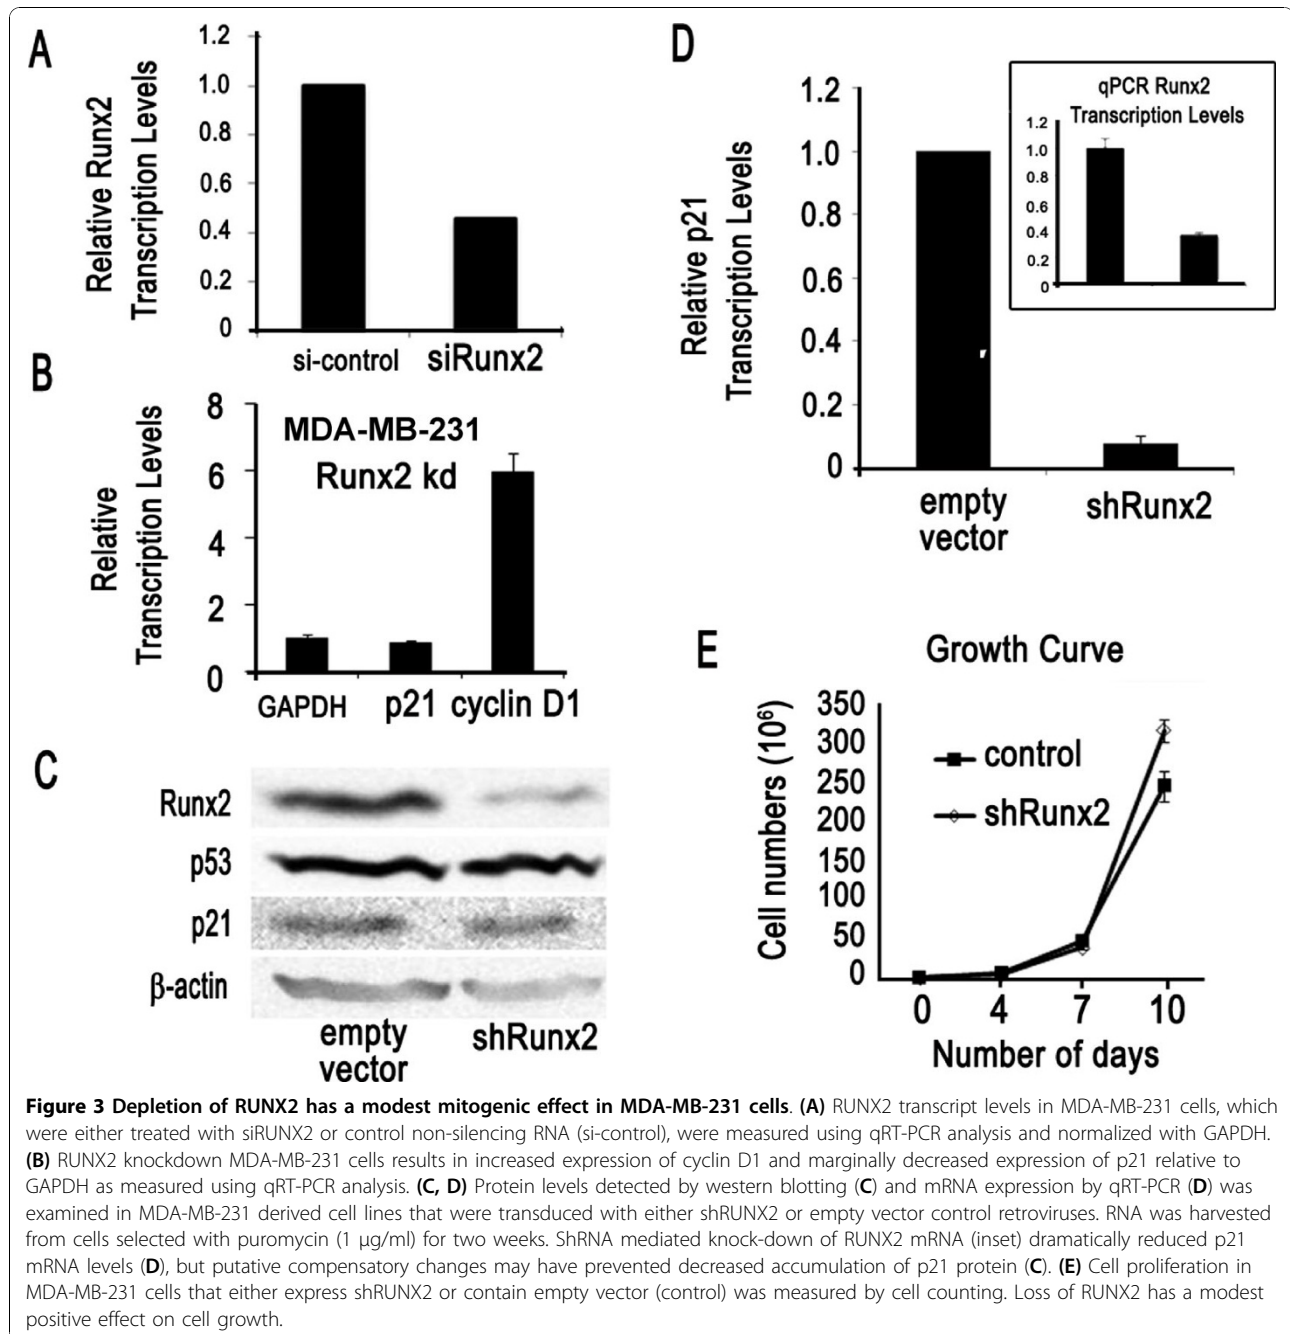 A
Relative Runx2
Transcription Levels
1.2
1.0
0.8
0.6
0.4
0.2
0
si-control
siRunx2
B
Relative
Transcription Levels
8
6
4
2
0
MDA-MB-231
Runx2 kd
GAPDH
p21
cyclin D1
C
Runx2
p53
p21
β-actin
empty
vector
shRunx2
D
Relative p21
Transcription Levels
1.2
1.0
0.8
0.6
0.4
0.2
0
empty
vector
shRunx2
qPCR Runx2
Transcription Levels
1.2
1.0
0.8
0.6
0.4
0.2
0
E
Growth Curve
Cell numbers (10⁶)
350
300
250
200
150
100
50
0
control
shRunx2
0
4
7
10
Number of days
Figure 3 Depletion of RUNX2 has a modest mitogenic effect in MDA-MB-231 cells. (A) RUNX2 transcript levels in MDA-MB-231 cells, which
were either treated with siRUNX2 or control non-silencing RNA (si-control), were measured using qRT-PCR analysis and normalized with GAPDH.
(B) RUNX2 knockdown MDA-MB-231 cells results in increased expression of cyclin D1 and marginally decreased expression of p21 relative to
GAPDH as measured using qRT-PCR analysis. (C, D) Protein levels detected by western blotting (C) and mRNA expression by qRT-PCR (D) was
examined in MDA-MB-231 derived cell lines that were transduced with either shRUNX2 or empty vector control retroviruses. RNA was harvested
from cells selected with puromycin (1 μg/ml) for two weeks. ShRNA mediated knock-down of RUNX2 mRNA (inset) dramatically reduced p21
mRNA levels (D), but putative compensatory changes may have prevented decreased accumulation of p21 protein (C). (E) Cell proliferation in
MDA-MB-231 cells that either express shRUNX2 or contain empty vector (control) was measured by cell counting. Loss of RUNX2 has a modest
positive effect on cell growth.